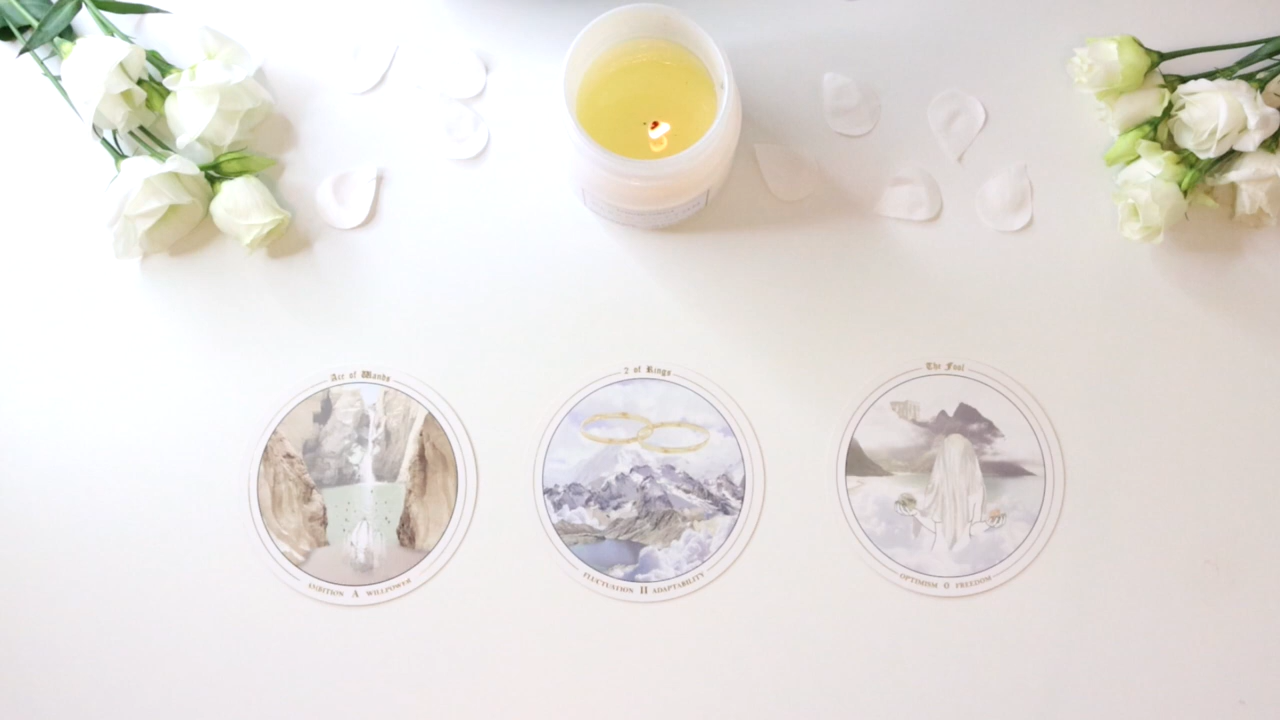 Ace of Wands
AMBITION A WILLPOWER
2 of Rings
FLUCTUATION II ADAPTABILITY
The Fool
OPTIMISM 0 FREEDOM